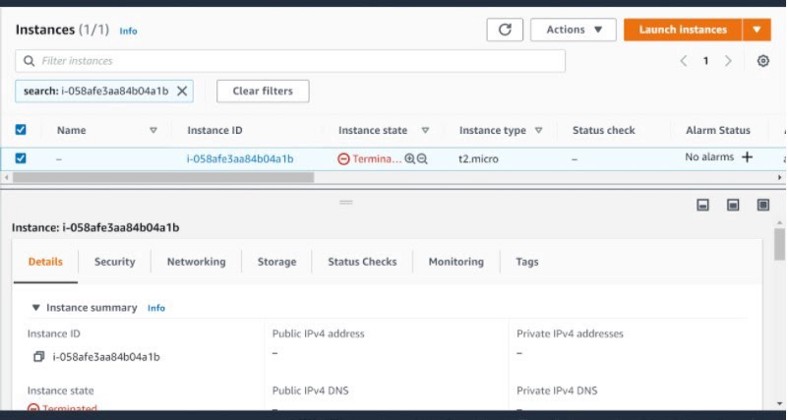 Instances (1/1) Info
Actions
Launch instances
Filter instances
1
search: i-058afe3aa84b04a1b
Clear filters
Name Instance ID Instance state Instance type Status check Alarm Status
– i-058afe3aa84b04a1b Termina... t2.micro – No alarms +
Instance: i-058afe3aa84b04a1b
Details Security Networking Storage Status Checks Monitoring Tags
Instance summary Info
Instance ID Public IPv4 address Private IPv4 addresses
i-058afe3aa84b04a1b – –
Instance state Public IPv4 DNS Private IPv4 DNS
Terminated – –